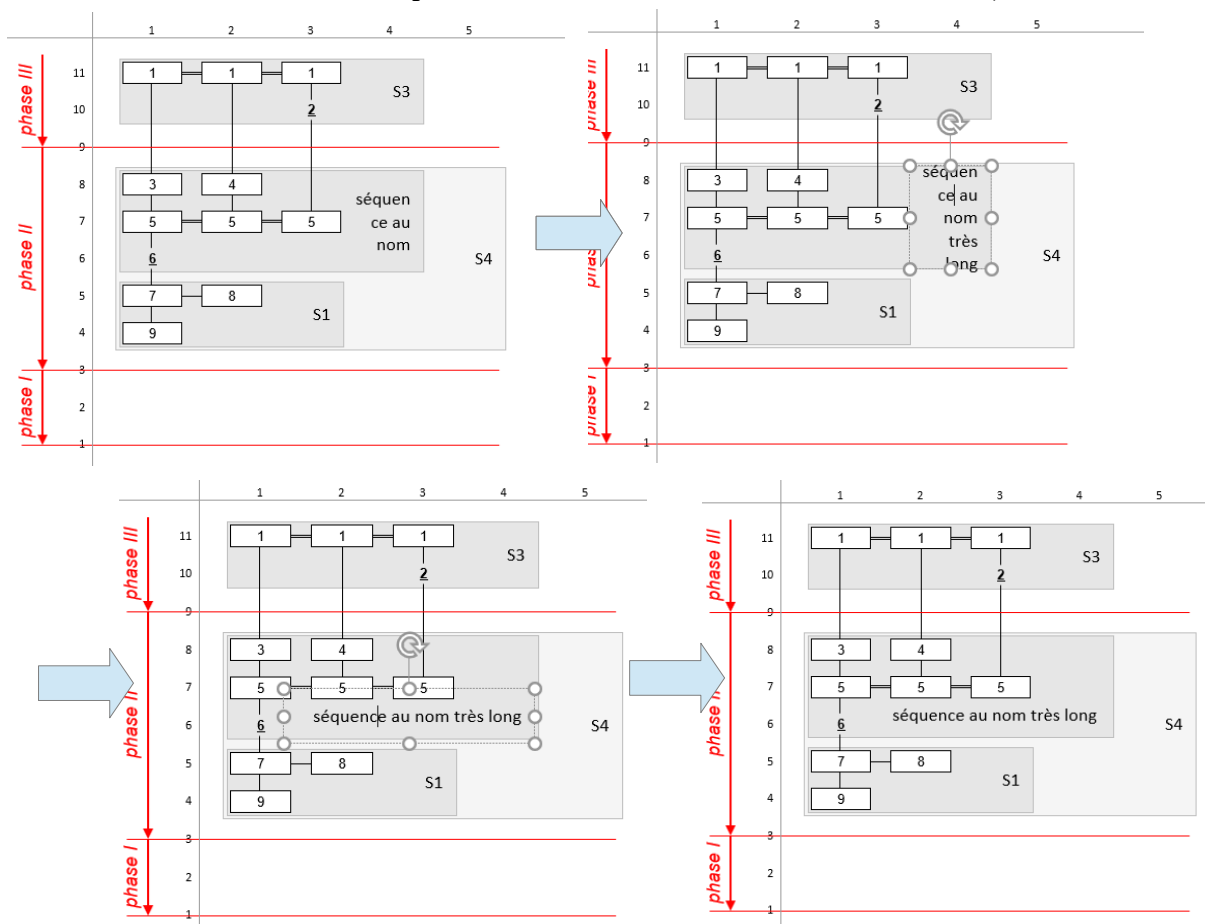 1 2 3 4 5
phase III
11 1 1 1
S3
10 2
9
phase II
8 3 4
séquen
ce au
nom
7 5 5 5
6 6
S4
5 7 8
S1
4 9
3
phase I
2
1
1 2 3 4 5
phase III
11 1 1 1
S3
10 2
9
phase II
8 3 4
séquen
ce au
nom
très
long
7 5 5 5
6 6
S4
5 7 8
S1
4 9
3
phase I
2
1
1 2 3 4 5
phase III
11 1 1 1
S3
10 2
9
phase II
8 3 4
7 5 5 5
séquence au nom très long
6 6
S4
5 7 8
S1
4 9
3
phase I
2
1
1 2 3 4 5
phase III
11 1 1 1
S3
10 2
9
phase II
8 3 4
7 5 5 5
séquence au nom très long
6 6
S4
5 7 8
S1
4 9
3
phase I
2
1